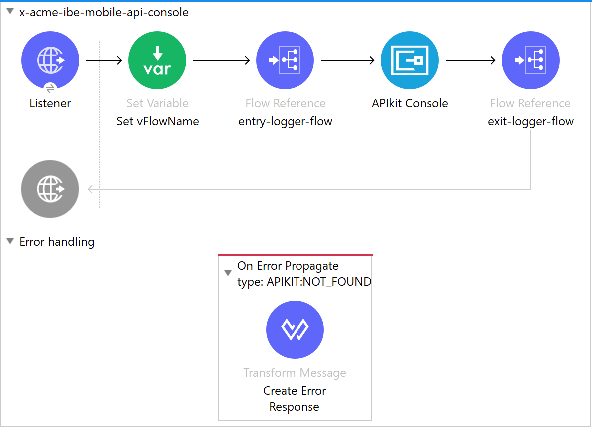 x-acme-ibe-mobile-api-console
var
Listener
Set Variable
Flow Reference
APIkit Console
Flow Reference
Set vFlowName
entry-logger-flow
exit-logger-flow
Error handling
On Error Propagate
type: APIKIT:NOT_FOUND
Transform Message
Create Error
Response